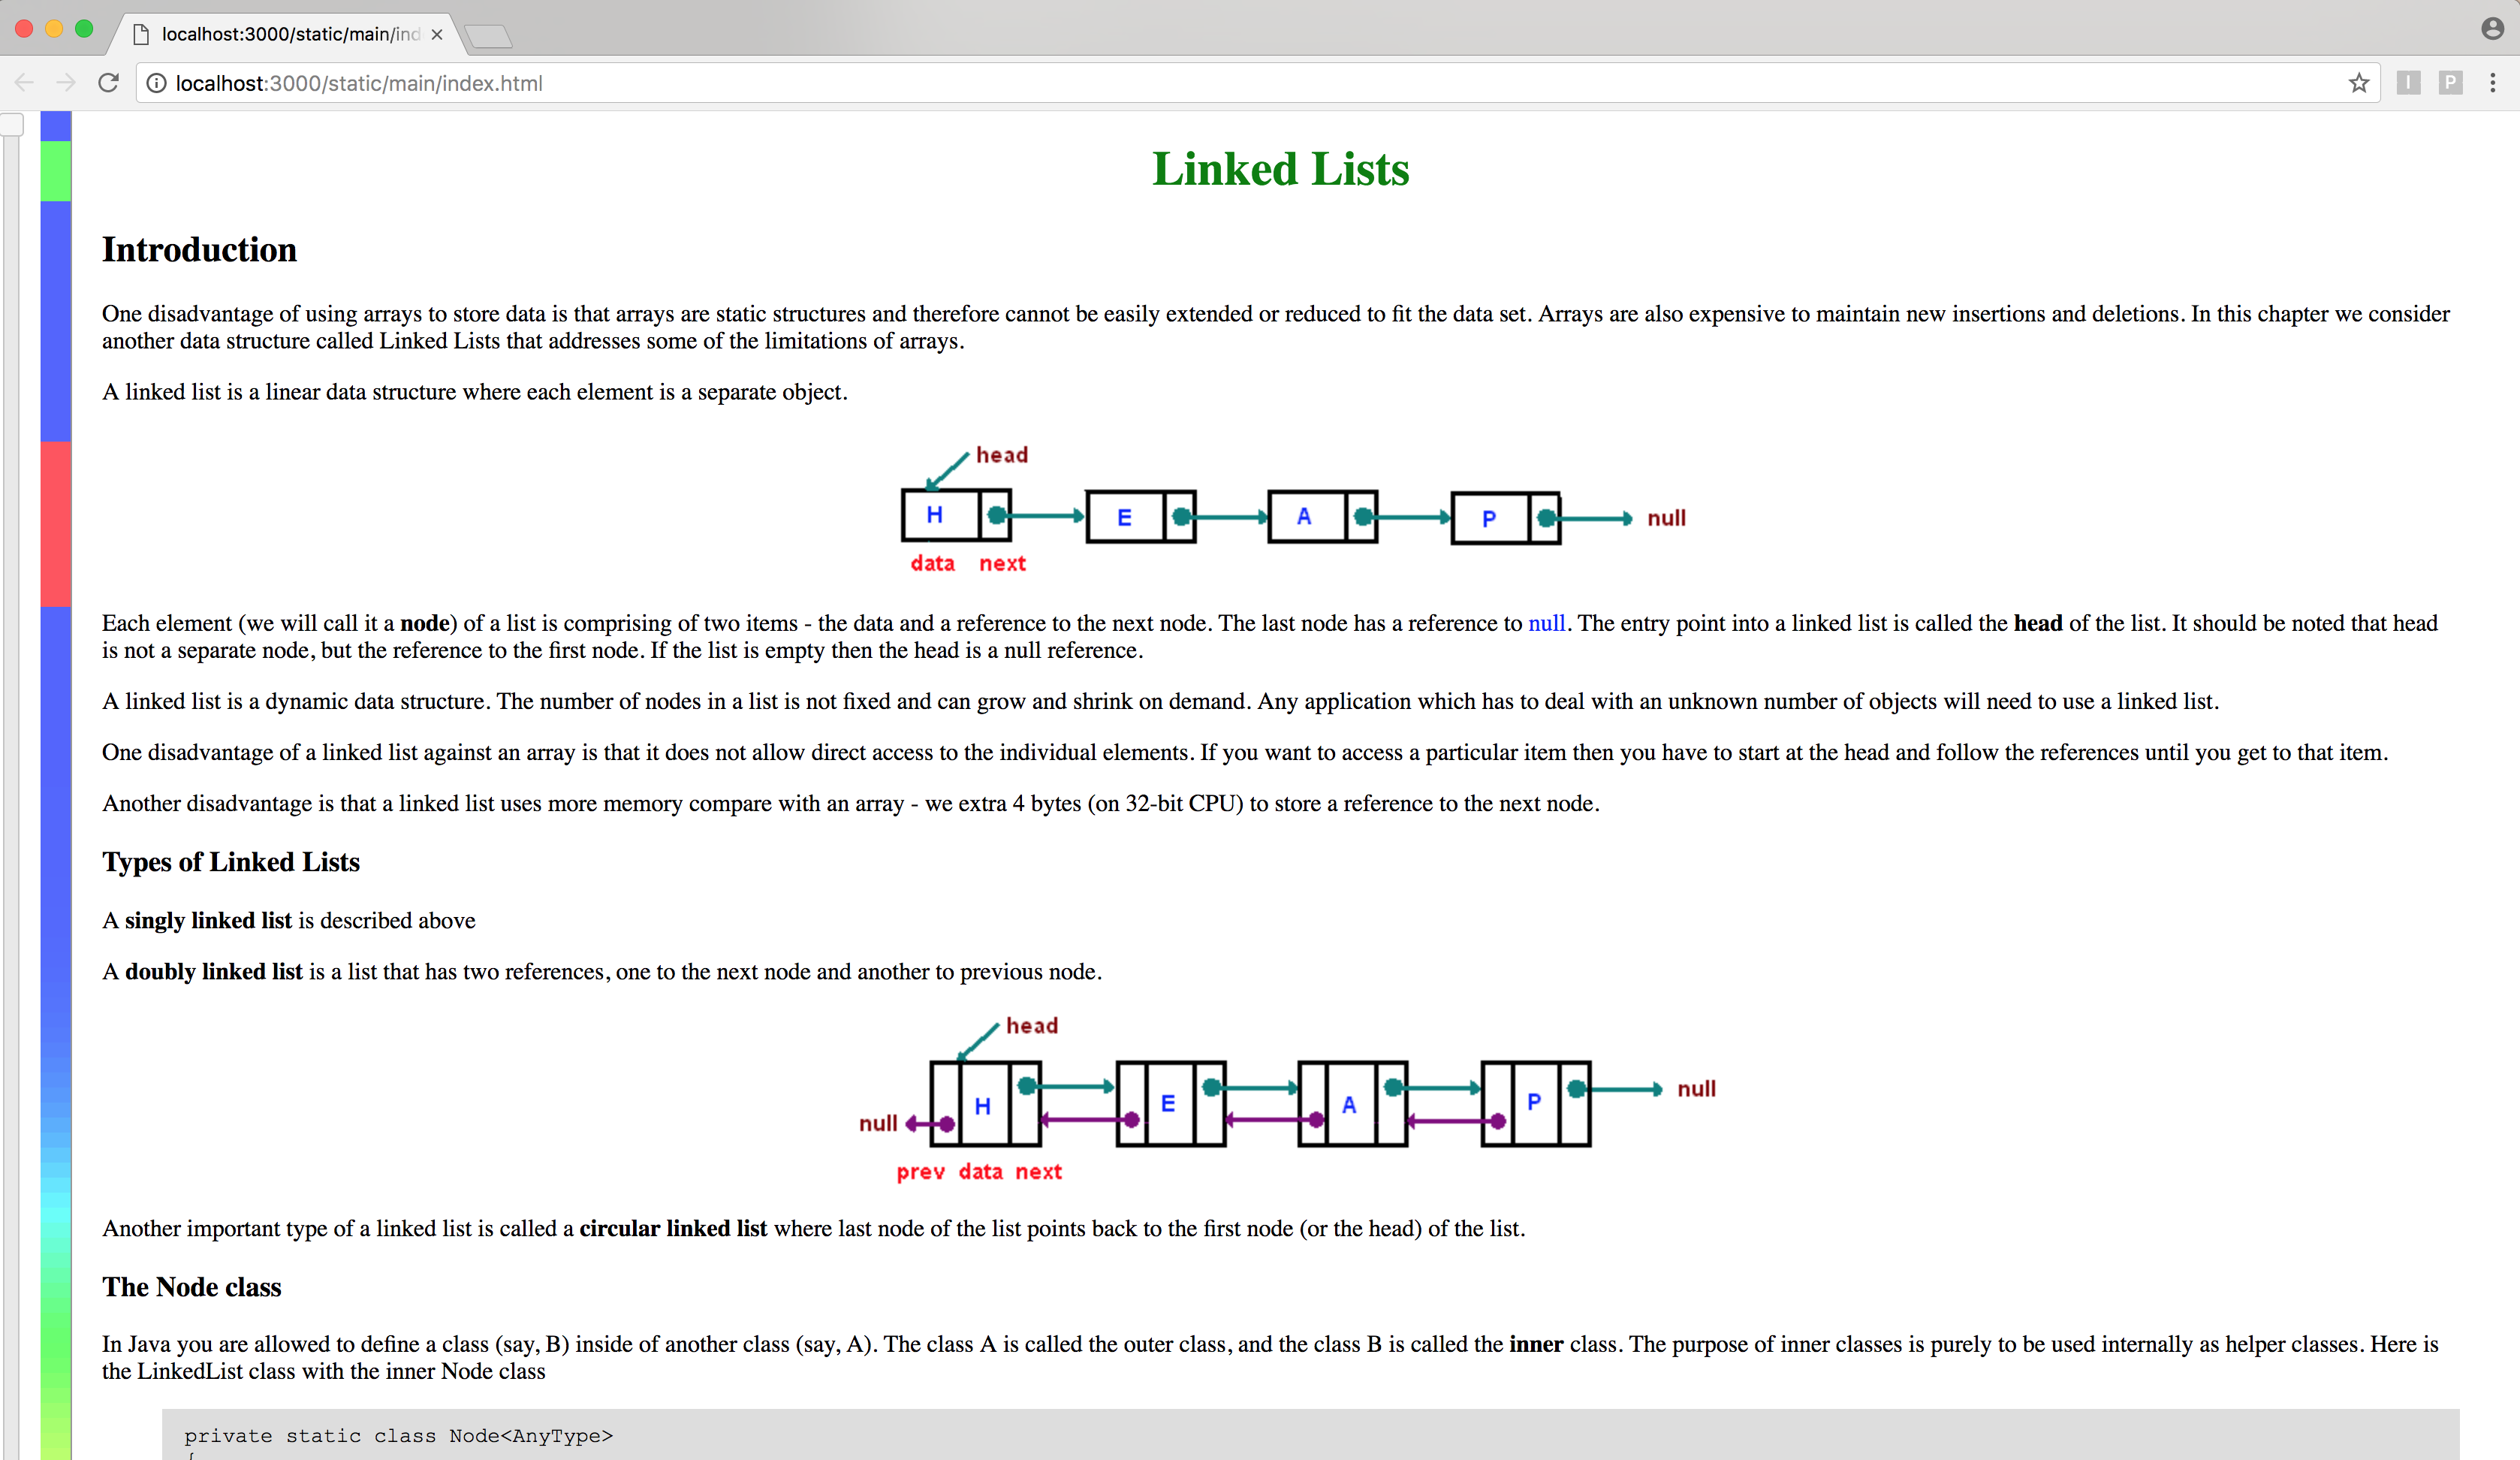 localhost:3000/static/main/ind
localhost:3000/static/main/index.html
I P
Linked Lists
Introduction
One disadvantage of using arrays to store data is that arrays are static structures and therefore cannot be easily extended or reduced to fit the data set. Arrays are also expensive to maintain new insertions and deletions. In this chapter we consider
another data structure called Linked Lists that addresses some of the limitations of arrays.
A linked list is a linear data structure where each element is a separate object.
head
H E A P null
data next
Each element (we will call it a node) of a list is comprising of two items - the data and a reference to the next node. The last node has a reference to null. The entry point into a linked list is called the head of the list. It should be noted that head
is not a separate node, but the reference to the first node. If the list is empty then the head is a null reference.
A linked list is a dynamic data structure. The number of nodes in a list is not fixed and can grow and shrink on demand. Any application which has to deal with an unknown number of objects will need to use a linked list.
One disadvantage of a linked list against an array is that it does not allow direct access to the individual elements. If you want to access a particular item then you have to start at the head and follow the references until you get to that item.
Another disadvantage is that a linked list uses more memory compare with an array - we extra 4 bytes (on 32-bit CPU) to store a reference to the next node.
Types of Linked Lists
A singly linked list is described above
A doubly linked list is a list that has two references, one to the next node and another to previous node.
head
null H E A P null
prev data next
Another important type of a linked list is called a circular linked list where last node of the list points back to the first node (or the head) of the list.
The Node class
In Java you are allowed to define a class (say, B) inside of another class (say, A). The class A is called the outer class, and the class B is called the inner class. The purpose of inner classes is purely to be used internally as helper classes. Here is
the LinkedList class with the inner Node class
private static class Node<AnyType>
{